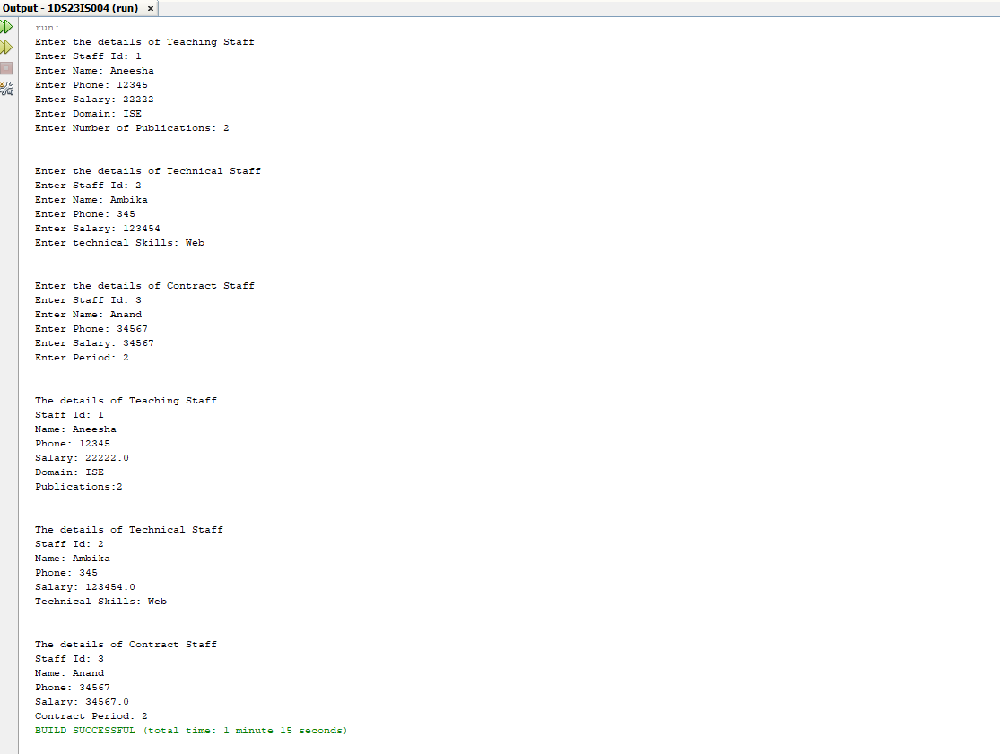 Output - 1DS23IS004 (run) ×
run:
Enter the details of Teaching Staff
Enter Staff Id: 1
Enter Name: Aneesha
Enter Phone: 12345
Enter Salary: 22222
Enter Domain: ISE
Enter Number of Publications: 2
Enter the details of Technical Staff
Enter Staff Id: 2
Enter Name: Ambika
Enter Phone: 345
Enter Salary: 123454
Enter technical Skills: Web
Enter the details of Contract Staff
Enter Staff Id: 3
Enter Name: Anand
Enter Phone: 34567
Enter Salary: 34567
Enter Period: 2
The details of Teaching Staff
Staff Id: 1
Name: Aneesha
Phone: 12345
Salary: 22222.0
Domain: ISE
Publications:2
The details of Technical Staff
Staff Id: 2
Name: Ambika
Phone: 345
Salary: 123454.0
Technical Skills: Web
The details of Contract Staff
Staff Id: 3
Name: Anand
Phone: 34567
Salary: 34567.0
Contract Period: 2
BUILD SUCCESSFUL (total time: 1 minute 15 seconds)